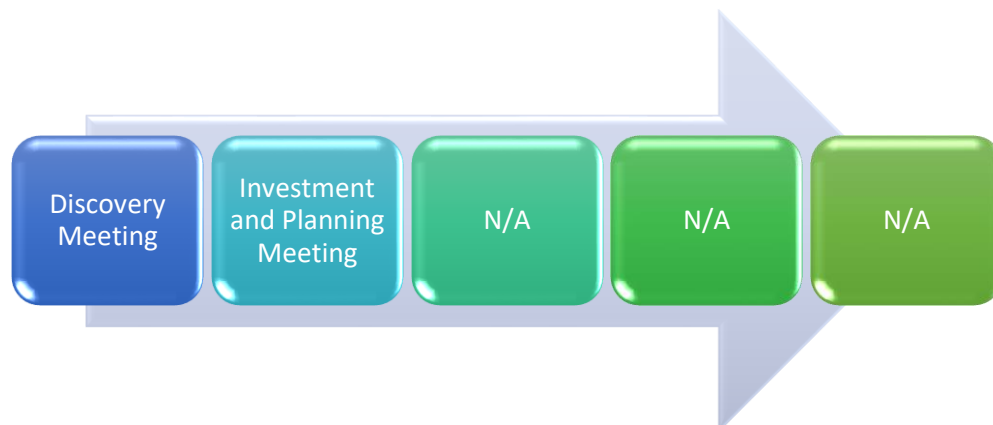 Discovery
Meeting
Investment
and Planning
Meeting
N/A
N/A
N/A